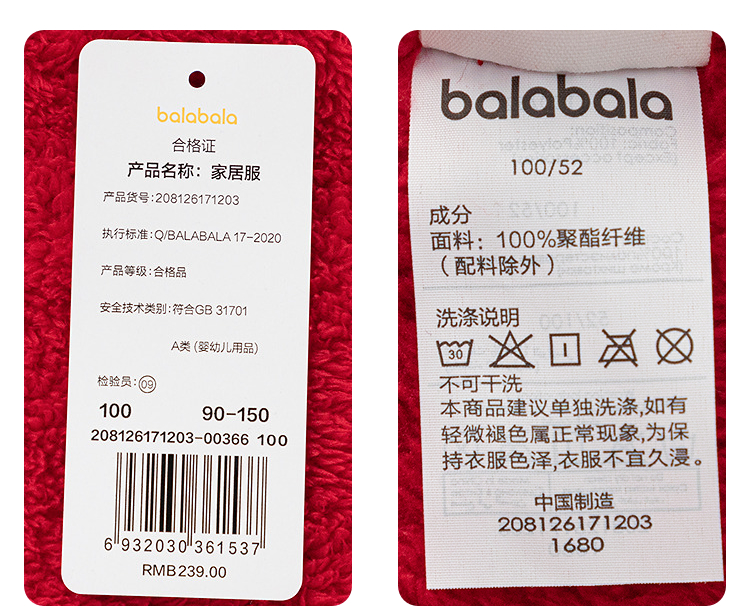 balabala
合格证
产品名称：家居服
产品货号:208126171203
执行标准:Q/BALABALA 17-2020
产品等级:合格品
安全技术类别:符合GB 31701
A类 (婴幼儿用品)
检验员: 09
100 90-150
208126171203-00366 100
6 932030 361537
RMB239.00
balabala
100/52
成分
面料：100%聚酯纤维
（配料除外）
洗涤说明
30
不可干洗
本商品建议单独洗涤,如有
轻微褪色属正常现象,为保
持衣服色泽,衣服不宜久浸。
中国制造
208126171203
1680